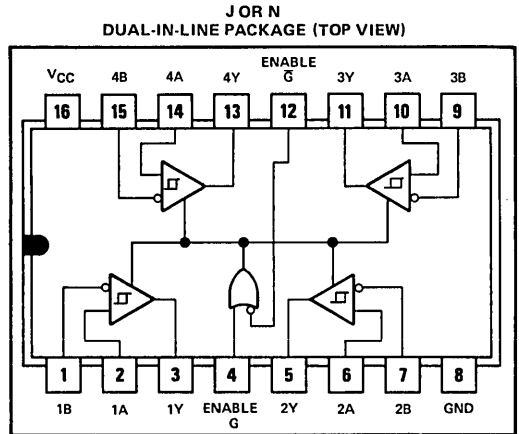 J OR N
DUAL-IN-LINE PACKAGE (TOP VIEW)
VCC 4B 4A 4Y ENABLE G̅ 3Y 3A 3B
16 15 14 13 12 11 10 9
1 2 3 4 5 6 7 8
1B 1A 1Y ENABLE G 2Y 2A 2B GND